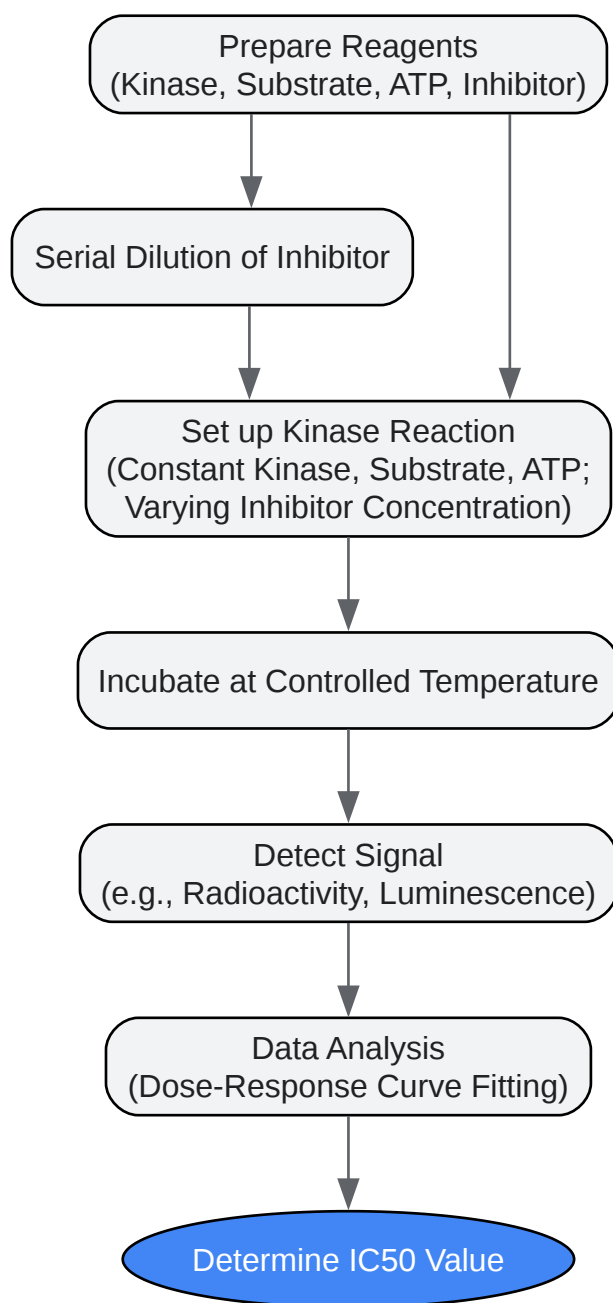 Prepare Reagents
(Kinase, Substrate, ATP, Inhibitor)
Serial Dilution of Inhibitor
Set up Kinase Reaction
(Constant Kinase, Substrate, ATP;
Varying Inhibitor Concentration)
Incubate at Controlled Temperature
Detect Signal
(e.g., Radioactivity, Luminescence)
Data Analysis
(Dose-Response Curve Fitting)
Determine IC50 Value